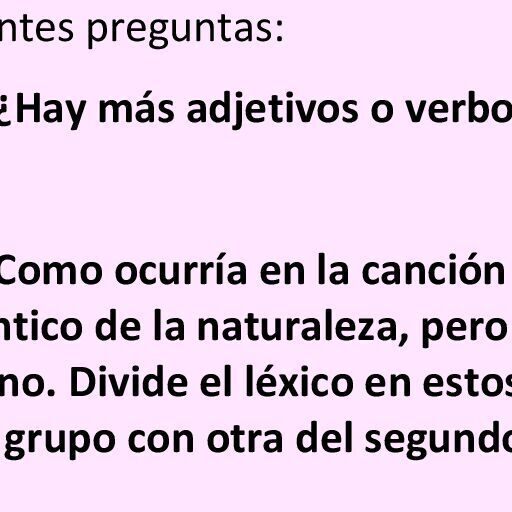 ntes preguntas:
¿Hay más adjetivos o verbo
Como ocurría en la canción
ntico de la naturaleza, pero
no. Divide el léxico en estos
grupo con otra del segundo